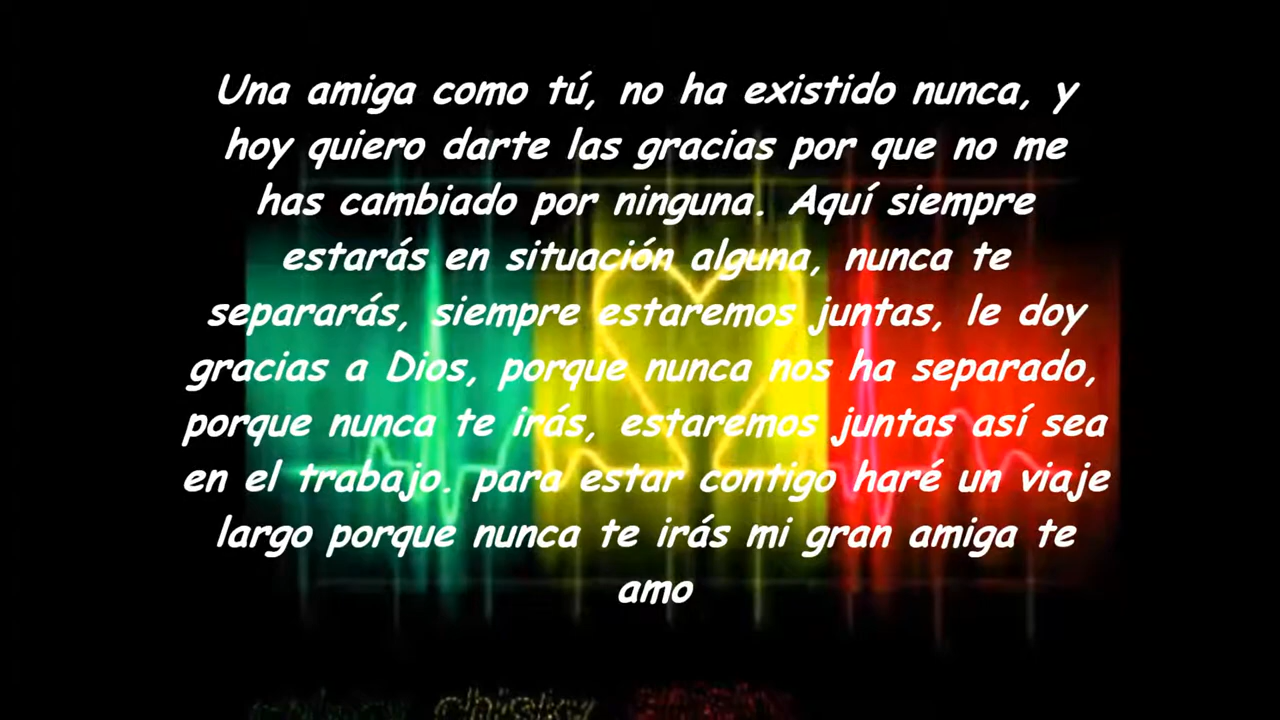 Una amiga como tú, no ha existido nunca, y
hoy quiero darte las gracias por que no me
has cambiado por ninguna. Aquí siempre
estarás en situación alguna, nunca te
separarás, siempre estaremos juntas, le doy
gracias a Dios, porque nunca nos ha separado,
porque nunca te irás, estaremos juntas así sea
en el trabajo. para estar contigo haré un viaje
largo porque nunca te irás mi gran amiga te
amo